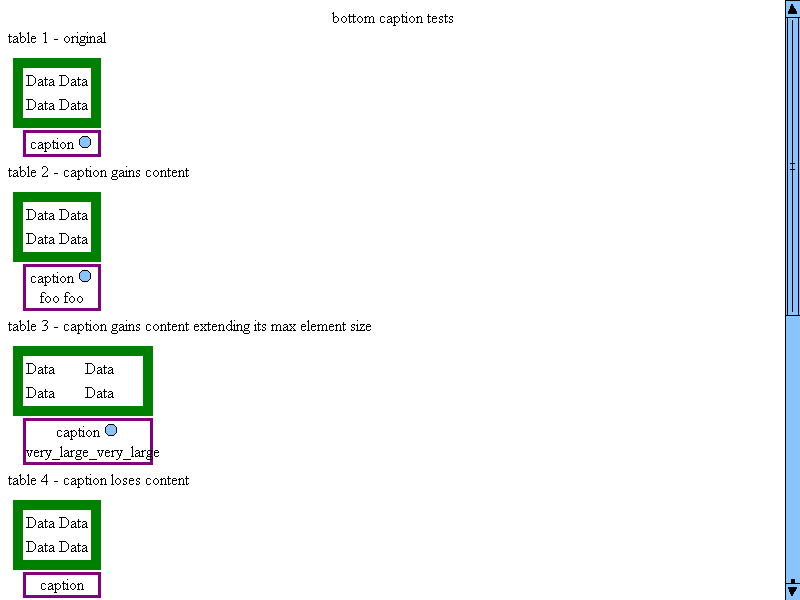 bottom caption tests
table 1 - original
Data Data
Data Data
caption
table 2 - caption gains content
Data Data
Data Data
caption
foo foo
table 3 - caption gains content extending its max element size
Data Data
Data Data
caption
very_large_very_large
table 4 - caption loses content
Data Data
Data Data
caption